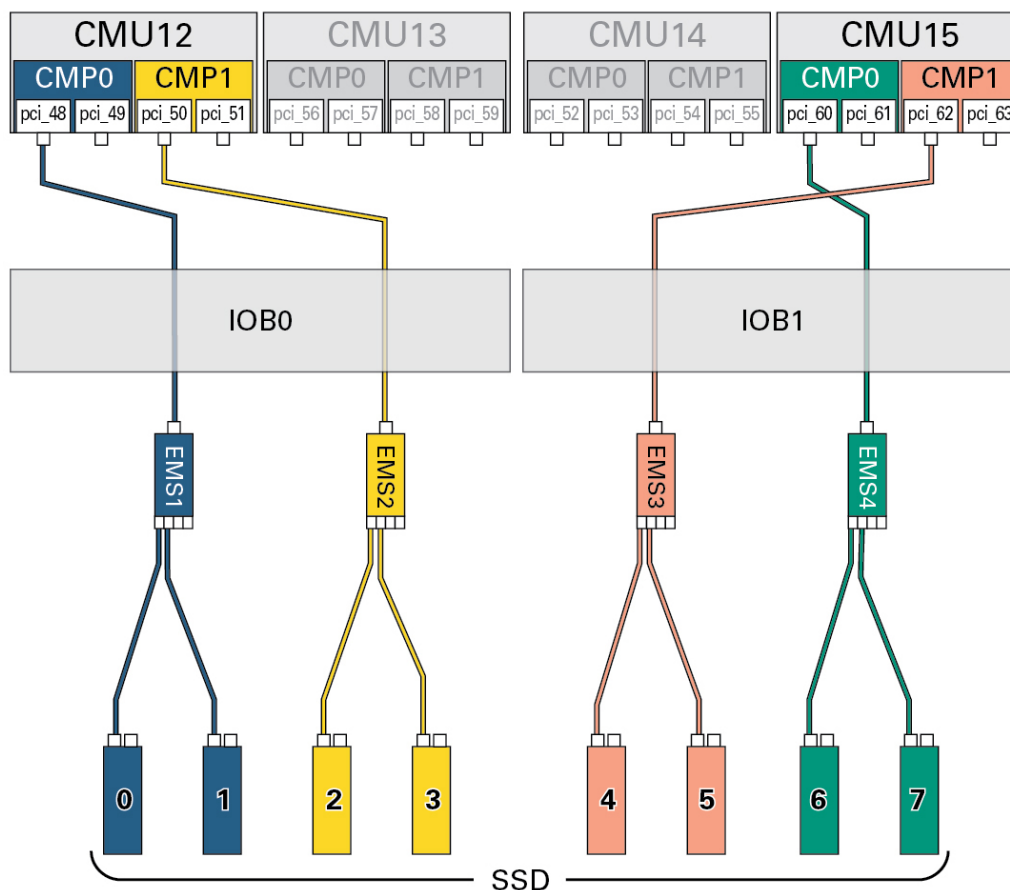 CMU12 CMU13 CMU14 CMU15
CMP0 CMP1 CMP0 CMP1 CMP0 CMP1 CMP0 CMP1
pci_48 pci_49 pci_50 pci_51 pci_56 pci_57 pci_58 pci_59 pci_52 pci_53 pci_54 pci_55 pci_60 pci_61 pci_62 pci_63
IOB0 IOB1
EMS1 EMS2 EMS3 EMS4
0 1 2 3 4 5 6 7
SSD